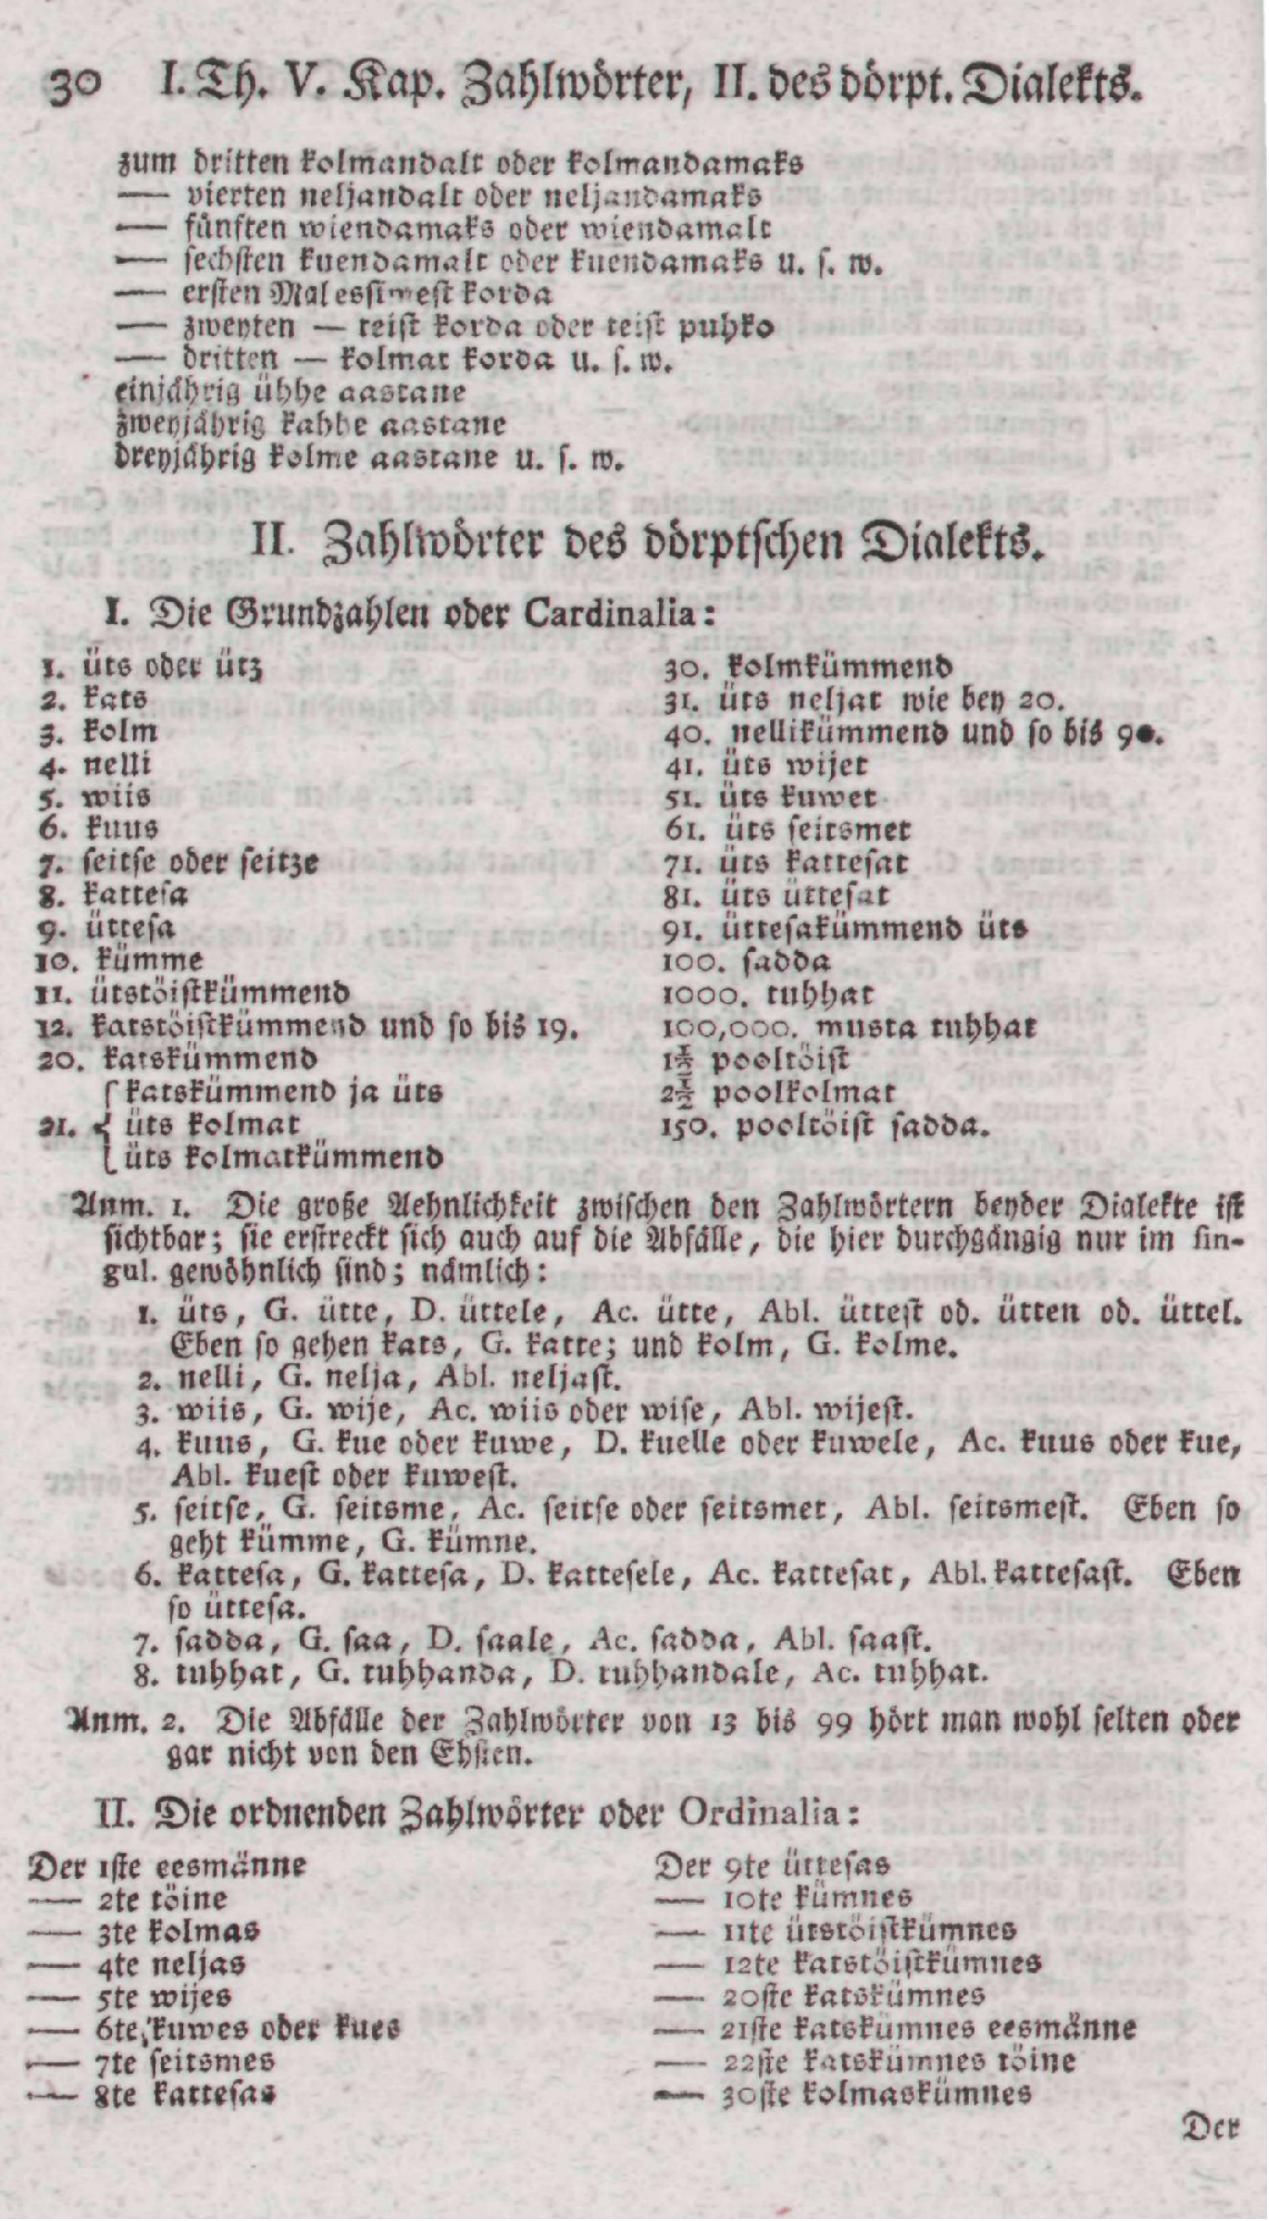 30 I. Th. V. Kap. Zahlwörter, II. des dörpt. Dialekts.
zum dritten kolmandalt oder kolmandamaks
— vierten neljandalt oder neljandamaks
— fünften wiendamaks oder wiendamalt
— sechsten kuendamalt oder kuendamaks u. s. w.
— ersten Mal essimest korda
— zweyten — teist korda oder teist puhko
— dritten — kolmat korda u. s. w.
einjährig ühhe aastane
zweyjährig kahhe aastane
dreyjährig kolme aastane u. s. w.
II. Zahlwörter des dörptschen Dialekts.
I. Die Grundzahlen oder Cardinalia:
1. üts oder ütz
2. kats
3. kolm
4. nelli
5. wiis
6. kuus
7. seitse oder seitze
8. kattesa
9. üttesa
10. kümme
11. ütstöistkümmend
12. katstöistkümmend und so bis 19.
20. katskümmend
{ katskümmend ja üts
21. { üts kolmat
{ üts kolmatkümmend
30. kolmkümmend
31. üts neljat wie bey 20.
40. nellikümmend und so bis 90.
41. üts wijet
51. üts kuwet
61. üts seitsmet
71. üts kattesat
81. üts üttesat
91. üttesakümmend üts
100. sadda
1000. tuhhat
100,000. musta tuhhat
1½ pooltöist
2½ poolkolmat
150. pooltöist sadda.
Anm. 1. Die große Aehnlichkeit zwischen den Zahlwörtern beyder Dialekte ist
sichtbar; sie erstreckt sich auch auf die Abfälle, die hier durchgängig nur im sin-
gul. gewöhnlich sind; nämlich:
1. üts, G. ütte, D. üttele, Ac. ütte, Abl. üttest od. ütten od. üttel.
Eben so gehen kats, G. katte; und kolm, G. kolme.
2. nelli, G. nelja, Abl. neljast.
3. wiis, G. wije, Ac. wiis oder wise, Abl. wijest.
4. kuus, G. kue oder kuwe, D. kuelle oder kuwele, Ac. kuus oder kue,
Abl. kuest oder kuwest.
5. seitse, G. seitsme, Ac. seitse oder seitsmet, Abl. seitsmest. Eben so
geht kümme, G. kümne.
6. kattesa, G. kattesa, D. kattesele, Ac. kattesat, Abl. kattesast. Eben
so üttesa.
7. sadda, G. saa, D. saale, Ac. sadda, Abl. saast.
8. tuhhat, G. tuhhanda, D. tuhhandale, Ac. tuhhat.
Anm. 2. Die Abfälle der Zahlwörter von 13 bis 99 hört man wohl selten oder
gar nicht von den Ehsten.
II. Die ordnenden Zahlwörter oder Ordinalia:
Der 1ste eesmänne
— 2te töine
— 3te kolmas
— 4te neljas
— 5te wijes
— 6te kuwes oder kues
— 7te seitsmes
— 8te kattesas
Der 9te üttesas
— 10te kümnes
— 11te ütstöistkümnes
— 12te katstöistkümnes
— 20ste katskümnes
— 21ste katskümnes eesmänne
— 22ste katskümnes töine
— 30ste kolmaskümnes
Der